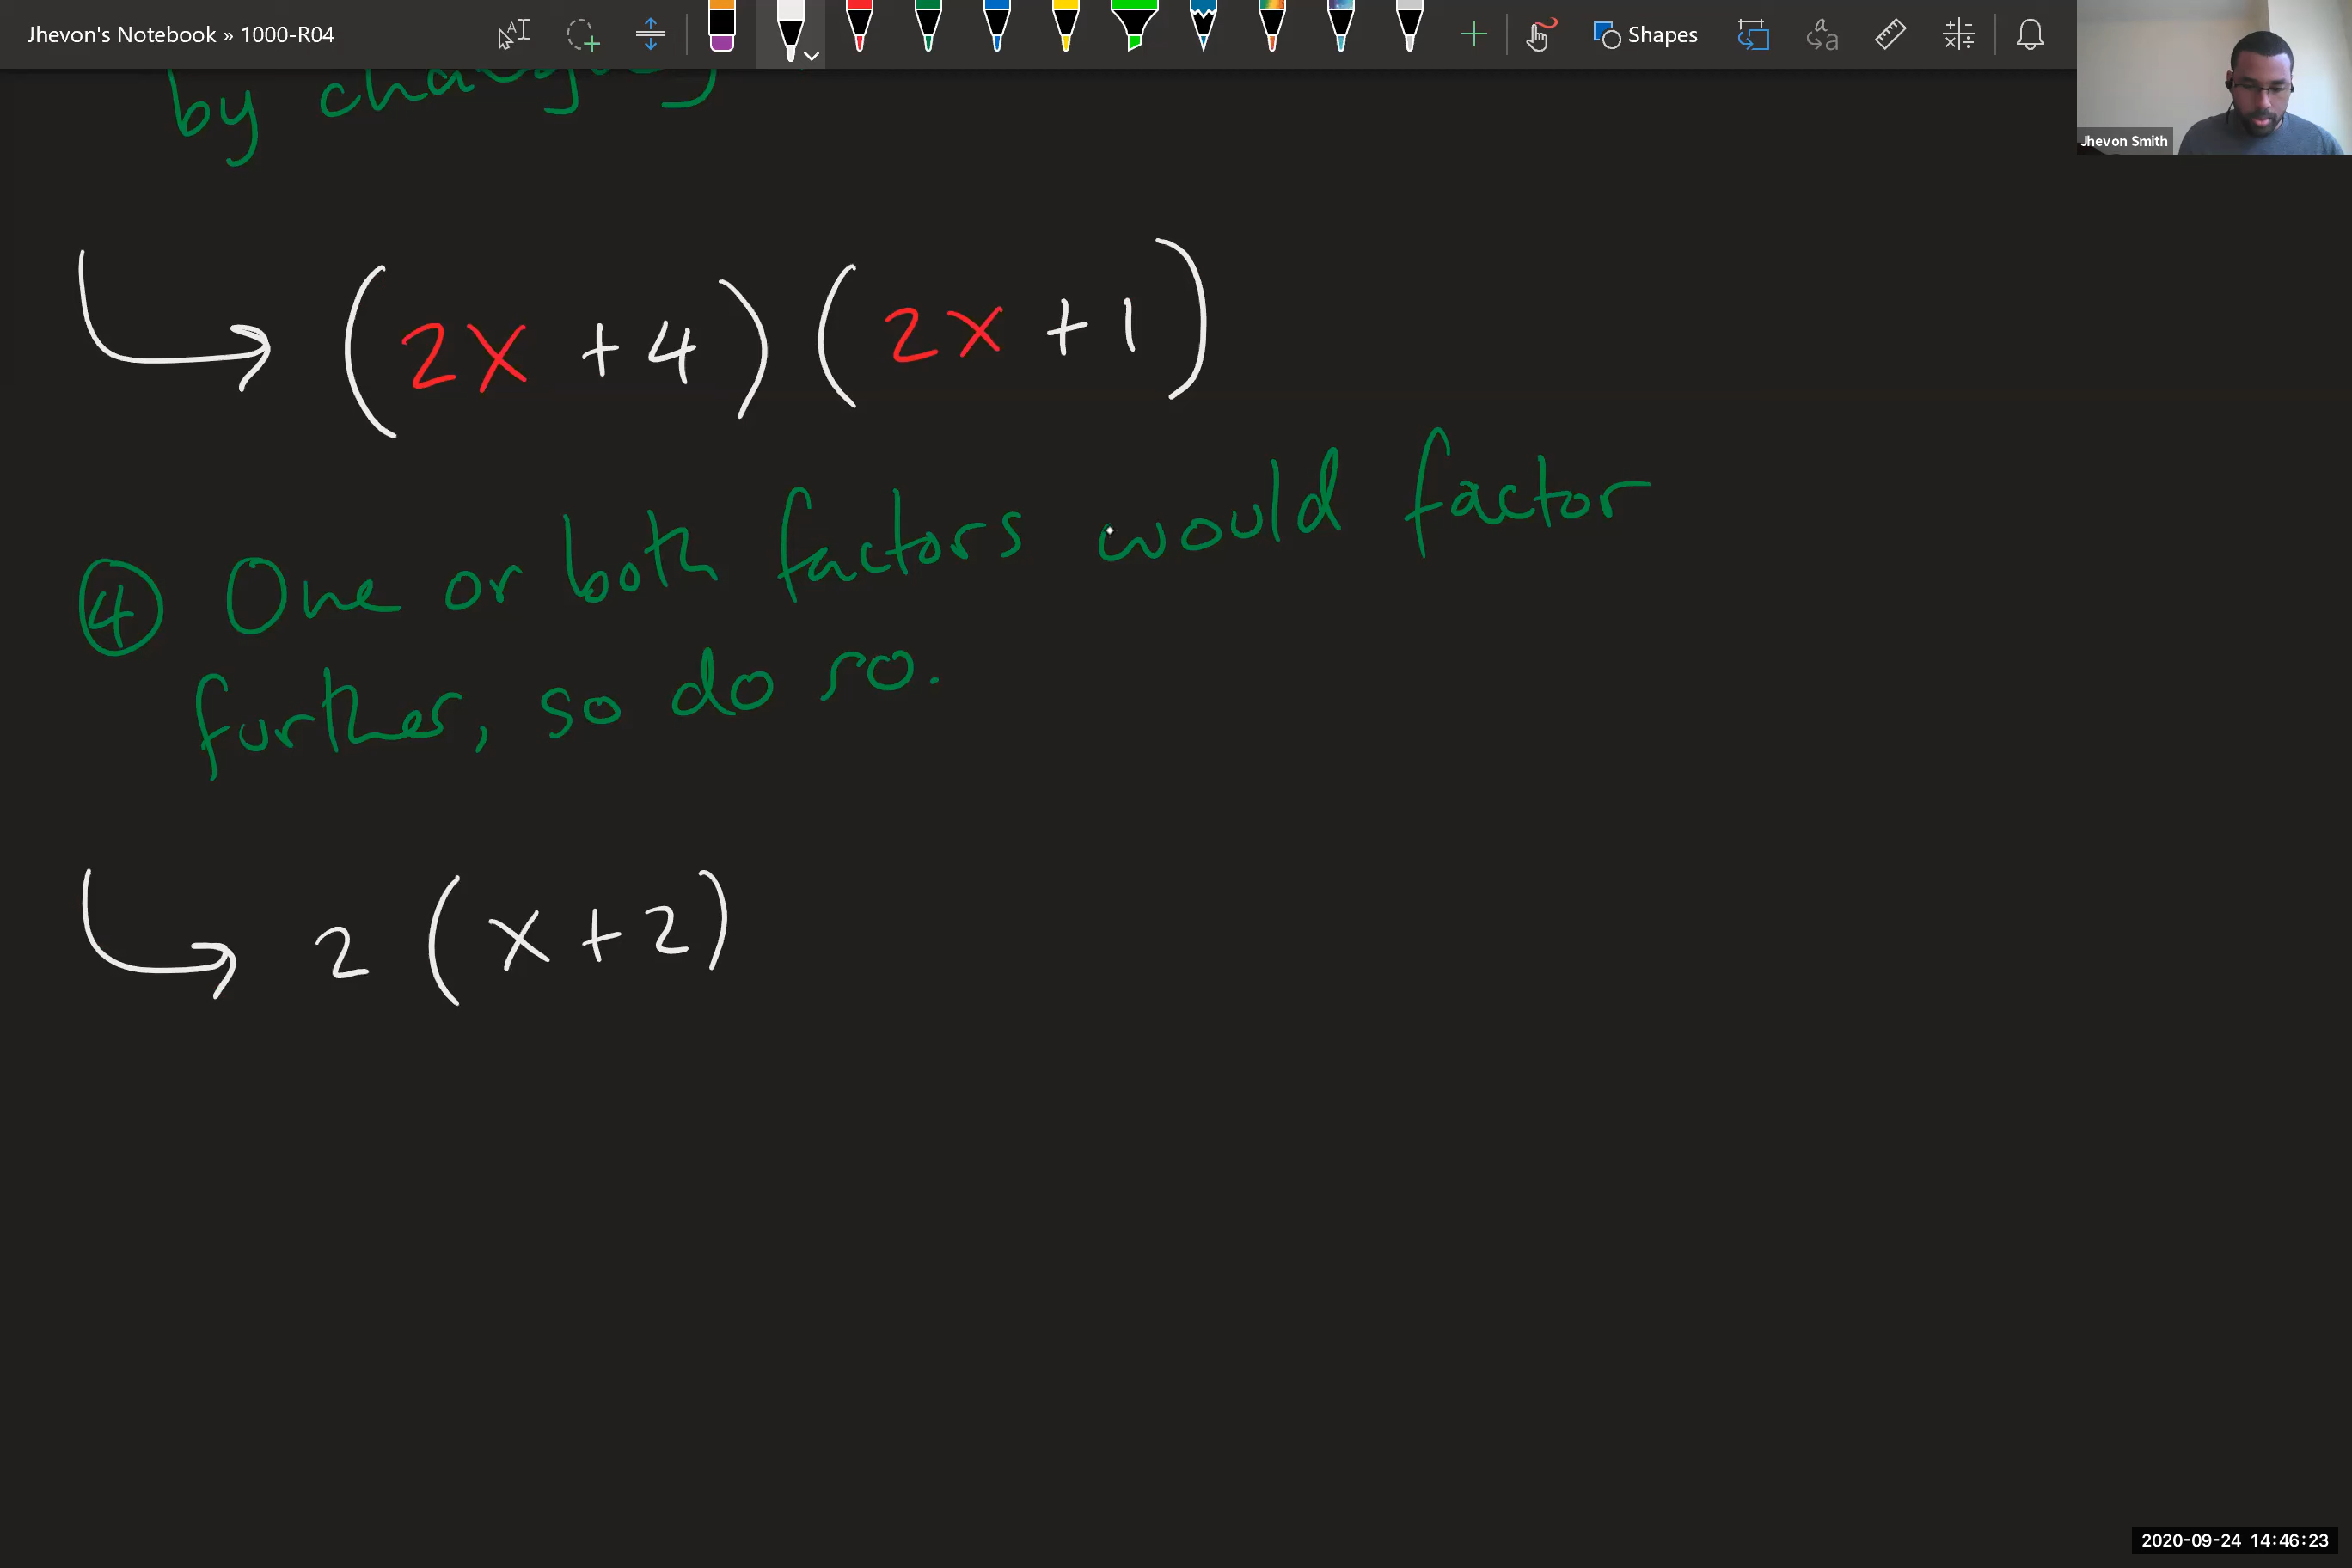 Jhevon's Notebook » 1000-R04
Shapes
Jhevon Smith
by changing
(2x + 4) (2x + 1)
④ One or both factors would factor
further, so do so.
2 (x + 2)
2020-09-24 14:46:23